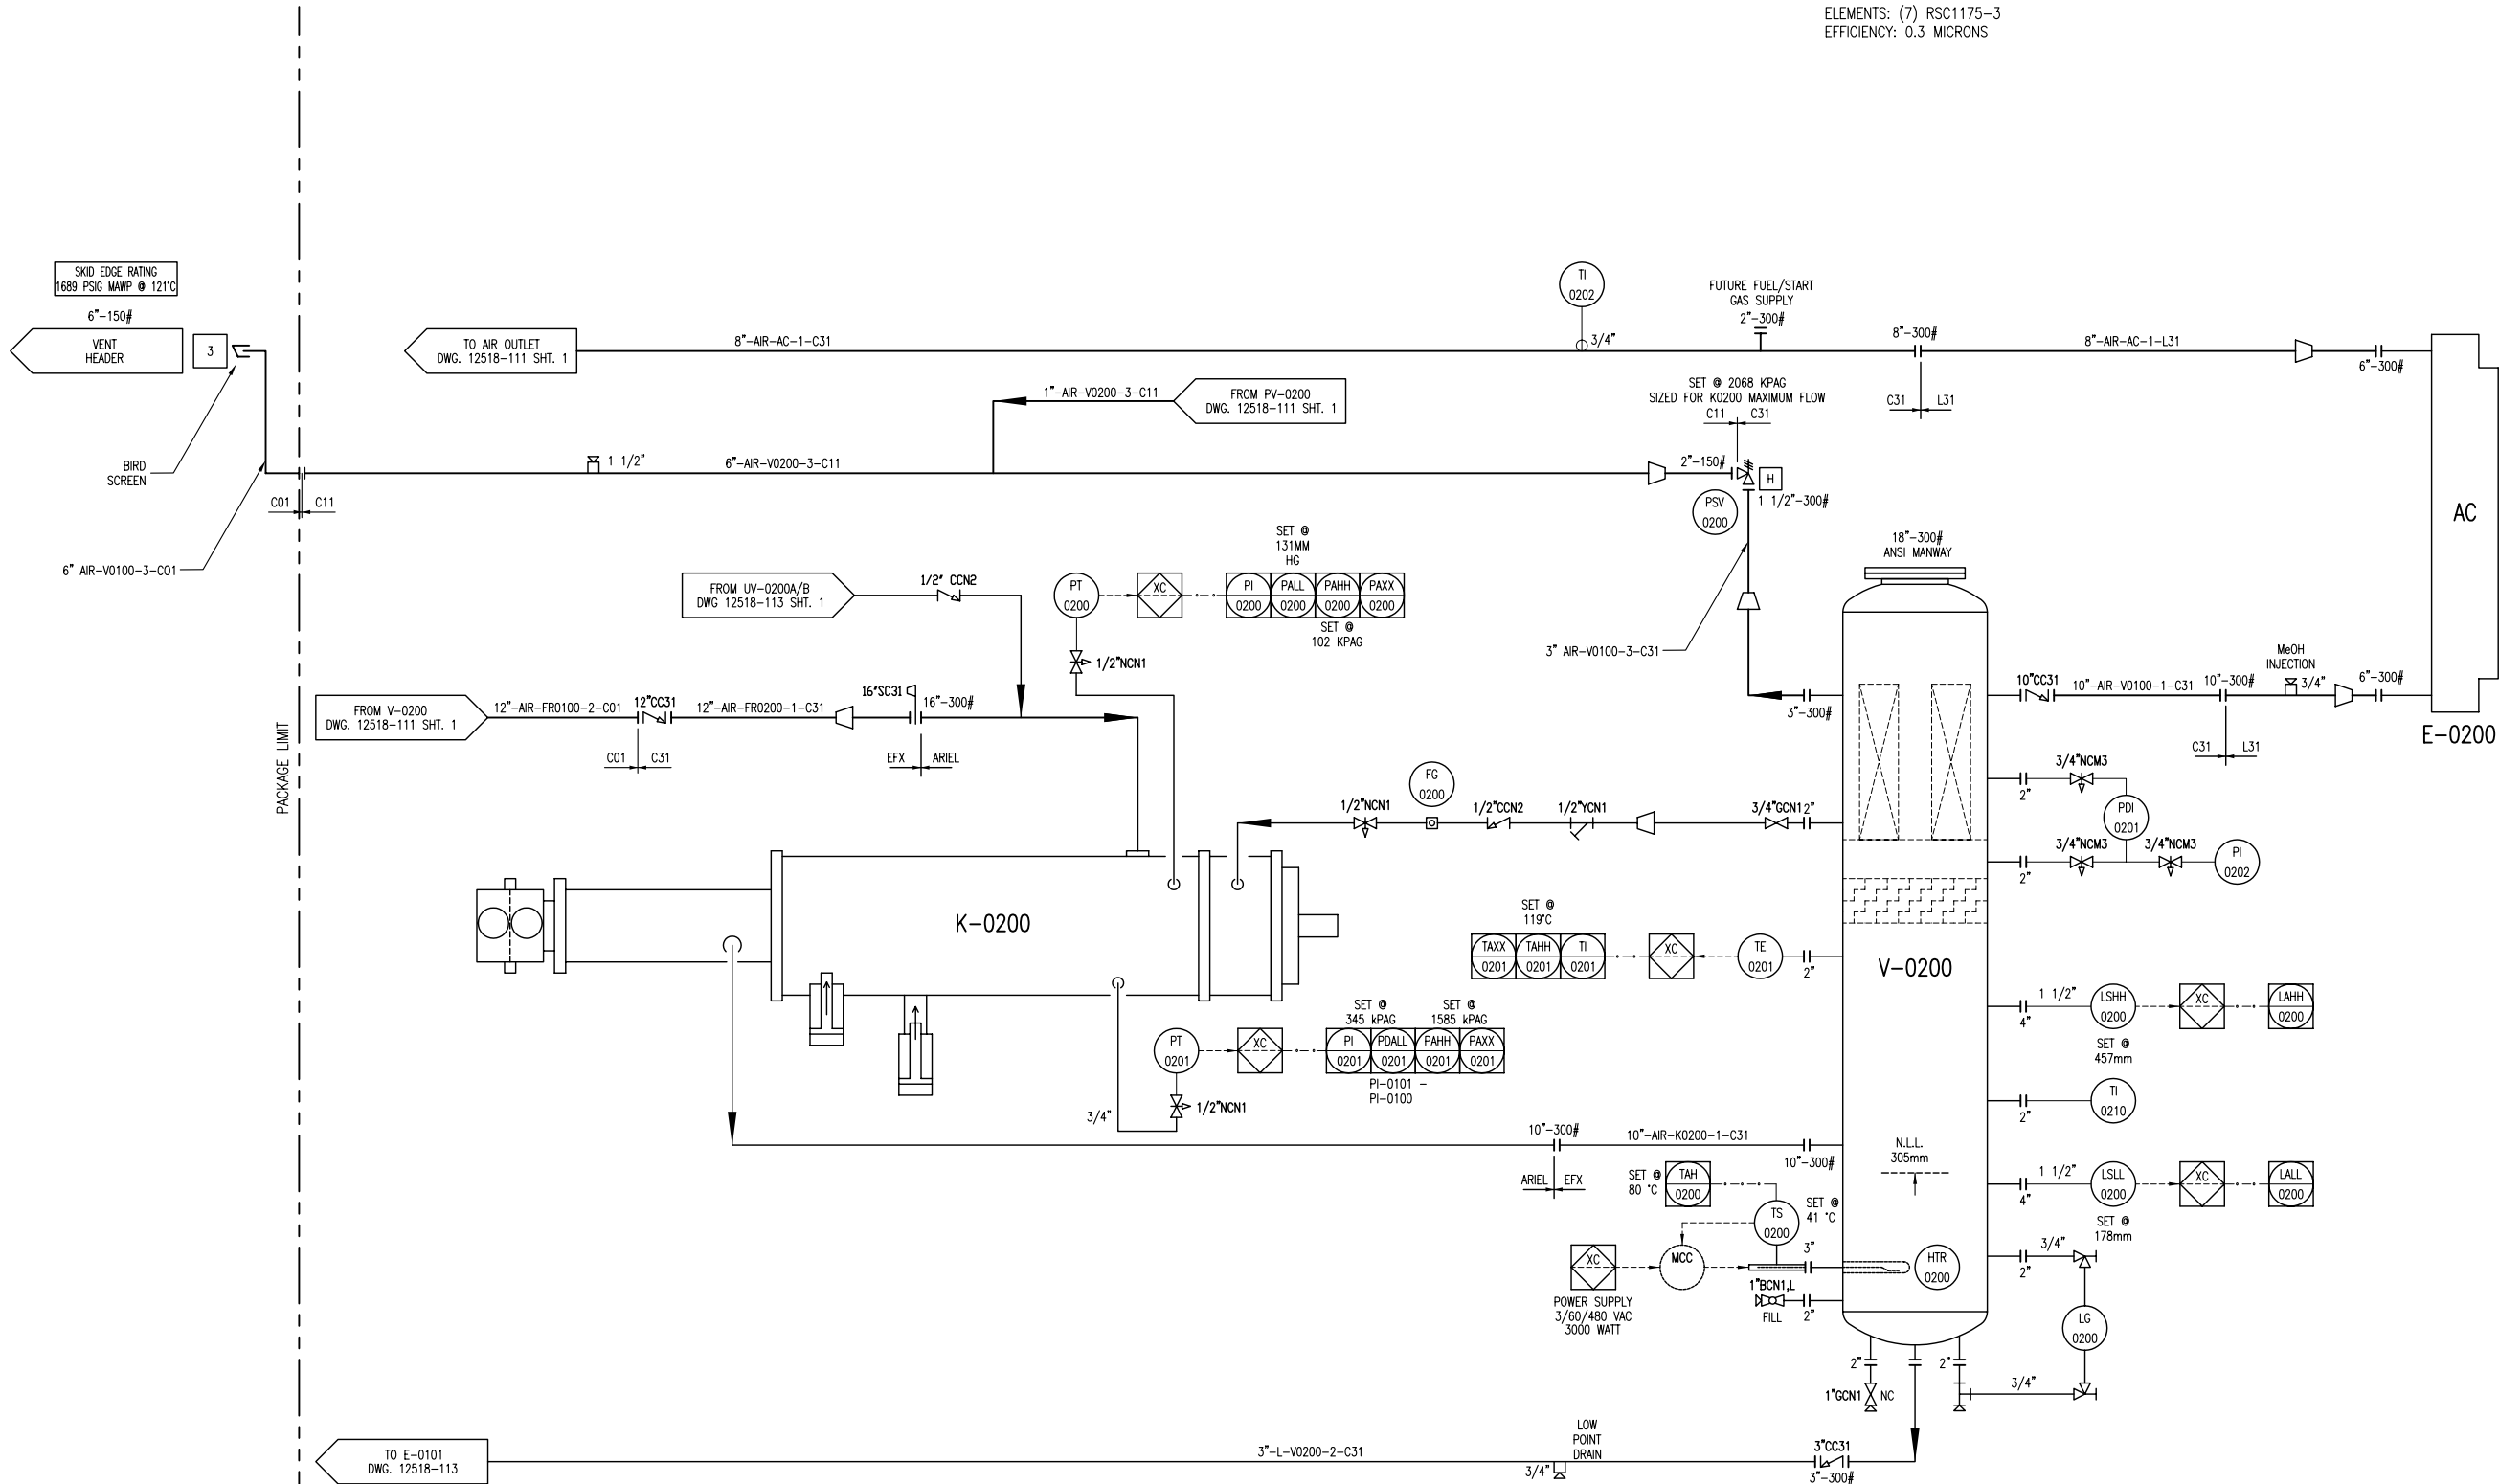 ELEMENTS: (7) RSC1175-3
EFFICIENCY: 0.3 MICRONS
SKID EDGE RATING
1689 PSIG MAWP @ 121°C
6"-150#
VENT
HEADER
3
BIRD
SCREEN
C01
C11
6" AIR-V0100-3-C01
PACKAGE LIMIT
TO AIR OUTLET
DWG. 12518-111 SHT. 1
8"-AIR-AC-1-C31
TI
0202
3/4"
FUTURE FUEL/START
GAS SUPPLY
2"-300#
8"-300#
C31
L31
8"-AIR-AC-1-L31
6"-300#
1"-AIR-V0200-3-C11
FROM PV-0200
DWG. 12518-111 SHT. 1
SET @ 2068 KPAG
SIZED FOR K0200 MAXIMUM FLOW
C11
C31
1 1/2"
6"-AIR-V0200-3-C11
2"-150#
H
1 1/2"-300#
PSV
0200
AC
E-0200
18"-300#
ANSI MANWAY
FROM UV-0200A/B
DWG 12518-113 SHT. 1
1/2" CCN2
PT
0200
XC
SET @
131MM
HG
PI
0200
PALL
0200
PAHH
0200
PAXX
0200
SET @
102 KPAG
1/2"NCN1
3" AIR-V0100-3-C31
3"-300#
FROM V-0200
DWG. 12518-111 SHT. 1
12"-AIR-FR0100-2-C01
12"CC31
C01
C31
12"-AIR-FR0200-1-C31
16"SC31
16"-300#
EFX
ARIEL
10"CC31
10"-AIR-V0100-1-C31
10"-300#
C31
L31
MeOH
INJECTION
3/4"
6"-300#
FG
0200
1/2"NCN1
1/2"CCN2
1/2"YCN1
3/4"GCN1
2"
3/4"NCM3
2"
PDI
0201
3/4"NCM3
3/4"NCM3
2"
PI
0202
K-0200
V-0200
SET @
119°C
TAXX
0201
TAHH
0201
TI
0201
XC
TE
0201
2"
1 1/2"
4"
LSHH
0200
XC
LAHH
0200
SET @
457mm
PT
0201
XC
SET @
345 kPAG
SET @
1585 kPAG
PI
0201
PDALL
0201
PAHH
0201
PAXX
0201
PI-0101 -
PI-0100
1/2"NCN1
3/4"
2"
TI
0210
10"-300#
10"-AIR-K0200-1-C31
10"-300#
ARIEL
EFX
N.L.L.
305mm
1 1/2"
4"
LSLL
0200
XC
LALL
0200
SET @
178mm
SET @
80 °C
TAH
0200
TS
0200
SET @
41 °C
XC
MCC
3"
HTR
0200
POWER SUPPLY
3/60/480 VAC
3000 WATT
1"BCN1,L
FILL
2"
3/4"
2"
LG
0200
3/4"
2"
2"
1"GCN1
NC
TO E-0101
DWG. 12518-113
3"-L-V0200-2-C31
LOW
POINT
DRAIN
3/4"
3"CC31
3"-300#